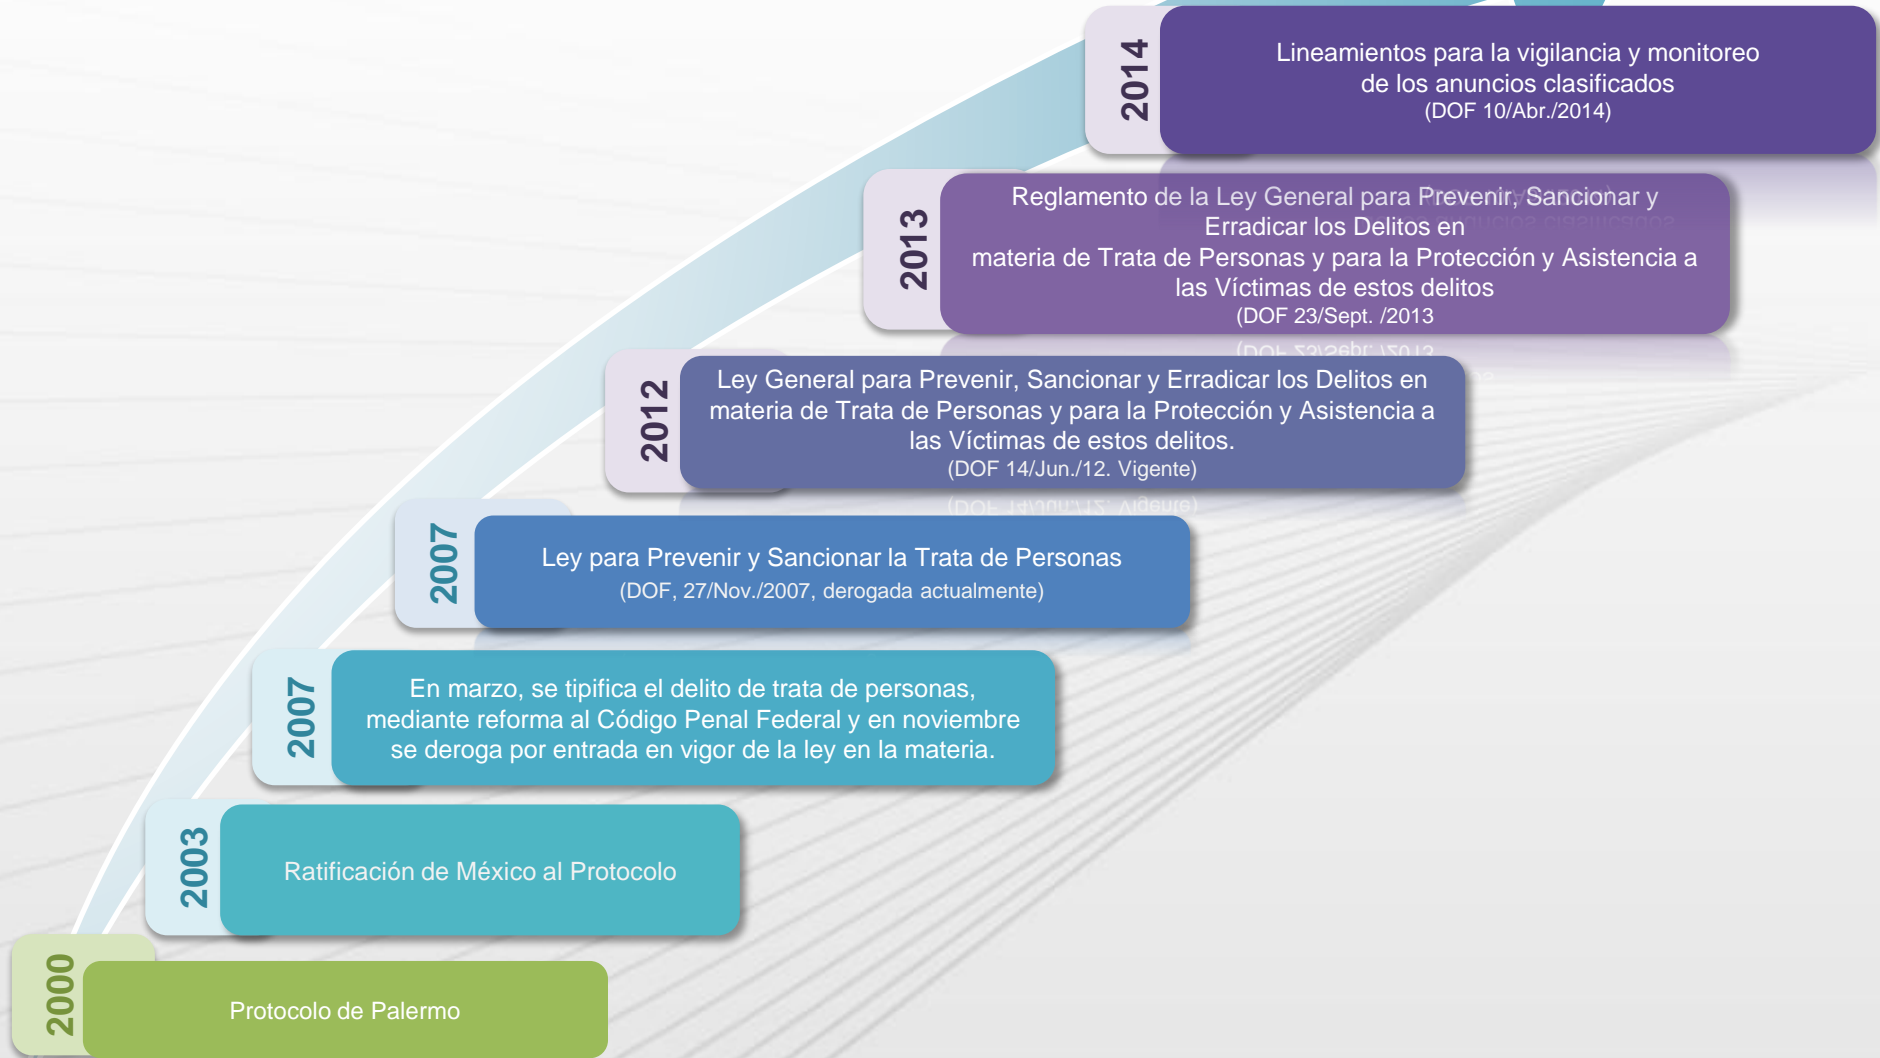 2014
Lineamientos para la vigilancia y monitoreo
de los anuncios clasificados
(DOF 10/Abr./2014)
2013
Reglamento de la Ley General para Prevenir, Sancionar y
Erradicar los Delitos en
materia de Trata de Personas y para la Protección y Asistencia a
las Víctimas de estos delitos
(DOF 23/Sept. /2013
2012
Ley General para Prevenir, Sancionar y Erradicar los Delitos en
materia de Trata de Personas y para la Protección y Asistencia a
las Víctimas de estos delitos.
(DOF 14/Jun./12. Vigente)
2007
Ley para Prevenir y Sancionar la Trata de Personas
(DOF, 27/Nov./2007, derogada actualmente)
2007
En marzo, se tipifica el delito de trata de personas,
mediante reforma al Código Penal Federal y en noviembre
se deroga por entrada en vigor de la ley en la materia.
2003
Ratificación de México al Protocolo
2000
Protocolo de Palermo